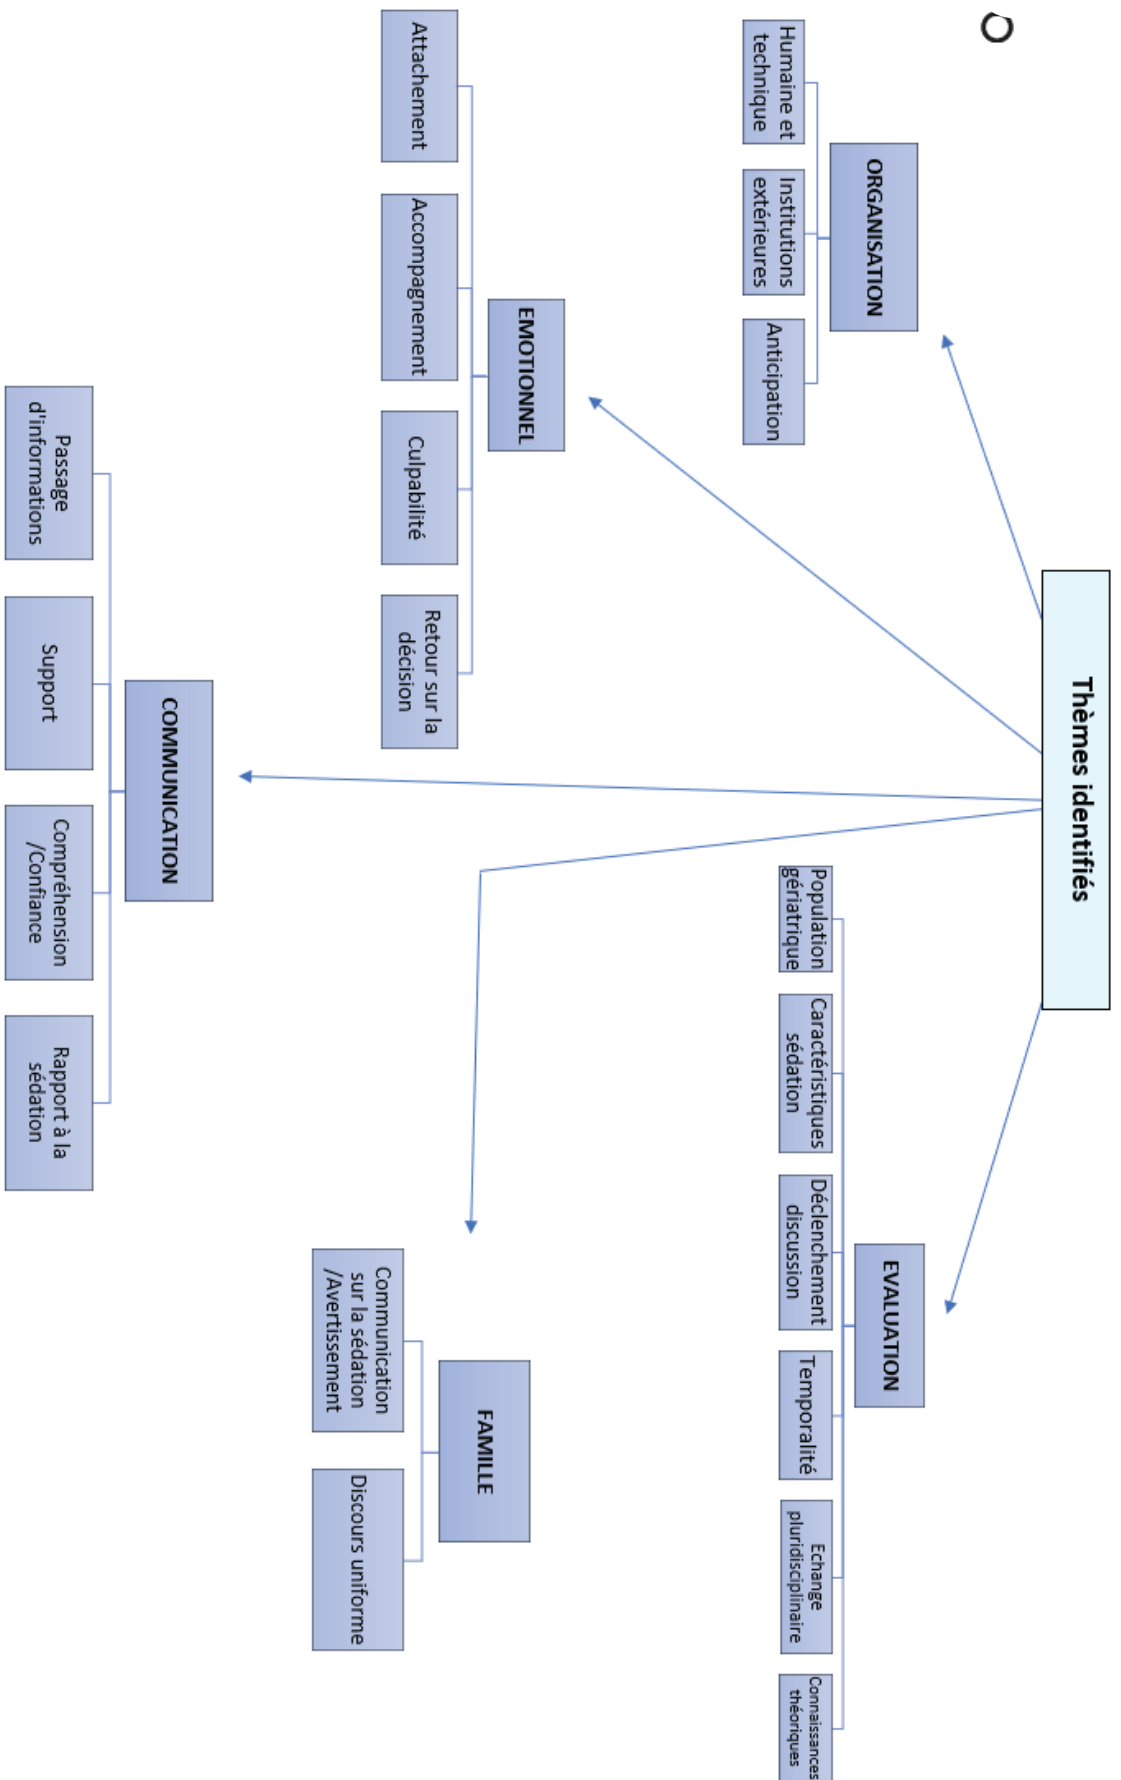 Thèmes identifiés
ORGANISATION
Humaine et
technique
Institutions
extérieures
Anticipation
EMOTIONNEL
Attachement
Accompagnement
Culpabilité
Retour sur la
décision
COMMUNICATION
Passage
d'informations
Support
Compréhension
/Confiance
Rapport à la
sédation
EVALUATION
Population
gériatrique
Caractéristiques
sédation
Déclenchement
discussion
Temporalité
Echange
pluridisciplinaire
Connaissances
théoriques
FAMILLE
Communication
sur la sédation
/Avertissement
Discours uniforme